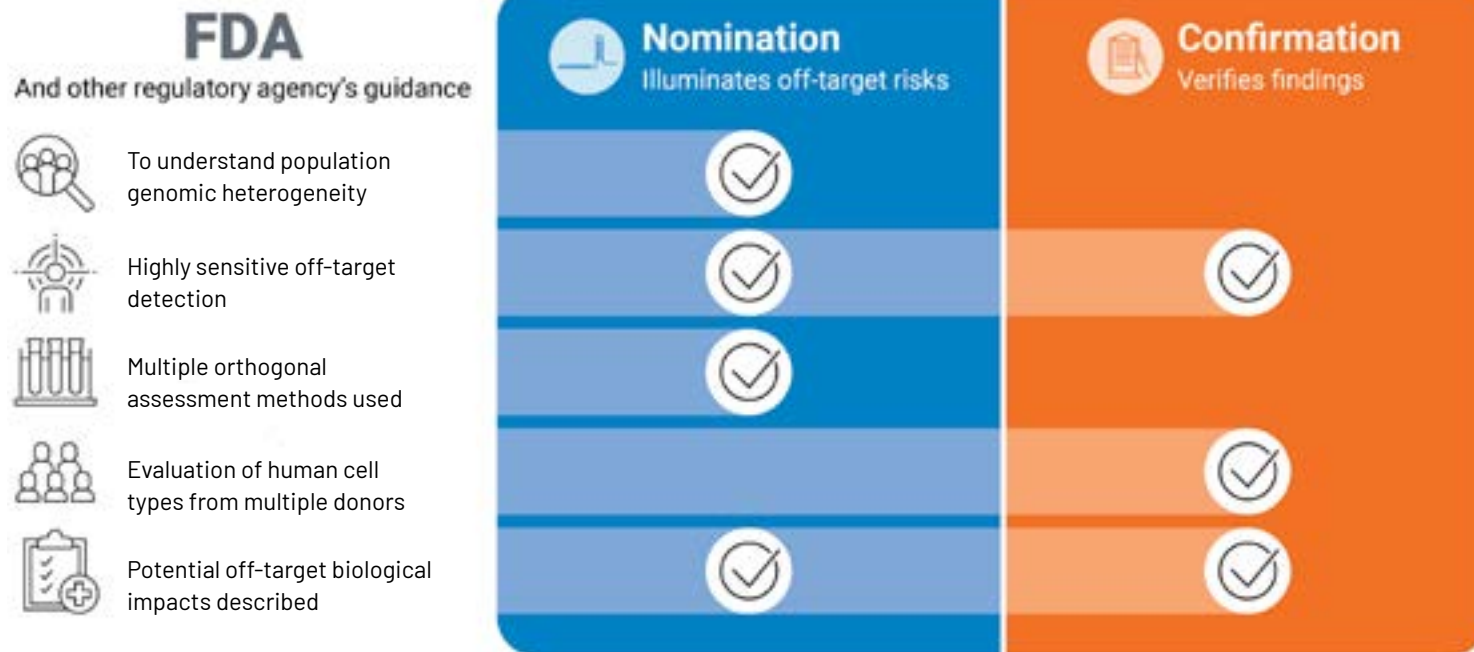 FDA
And other regulatory agency's guidance
Nomination
Illuminates off-target risks
Confirmation
Verifies findings
To understand population
genomic heterogeneity
Highly sensitive off-target
detection
Multiple orthogonal
assessment methods used
Evaluation of human cell
types from multiple donors
Potential off-target biological
impacts described